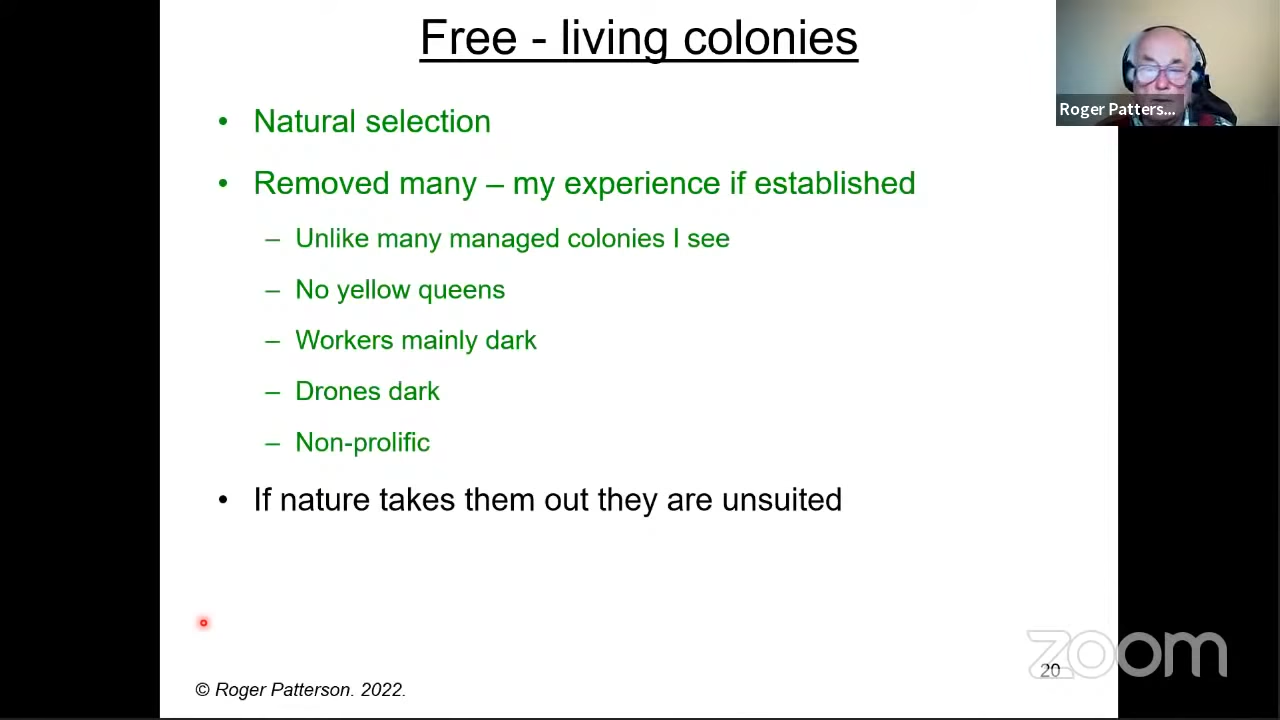 Free - living colonies
Roger Patters...
• Natural selection
• Removed many – my experience if established
– Unlike many managed colonies I see
– No yellow queens
– Workers mainly dark
– Drones dark
– Non-prolific
• If nature takes them out they are unsuited
zoom
20
© Roger Patterson. 2022.